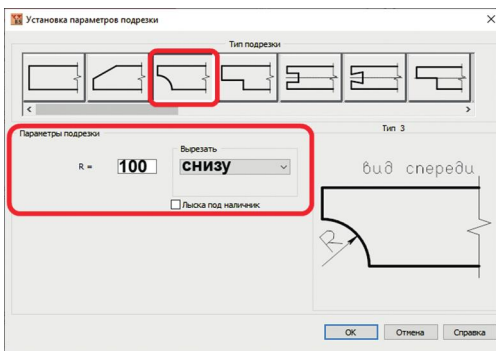 Установка параметров подрезки
Тип подрезки
Параметры подрезки
Тип 3
R = 100
Вырезать
снизу
Лыска под наличник
вид спереди
R
ОК Отмена Справка